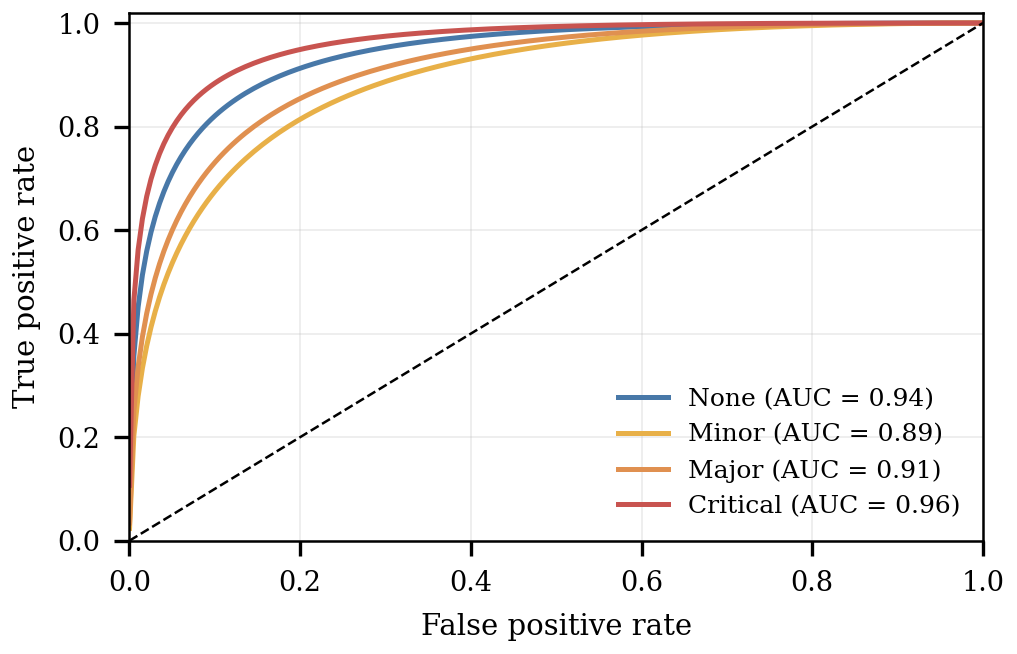 1.0
0.8
0.6
0.4
0.2
0.0
True positive rate
None (AUC = 0.94)
Minor (AUC = 0.89)
Major (AUC = 0.91)
Critical (AUC = 0.96)
0.0 0.2 0.4 0.6 0.8 1.0
False positive rate